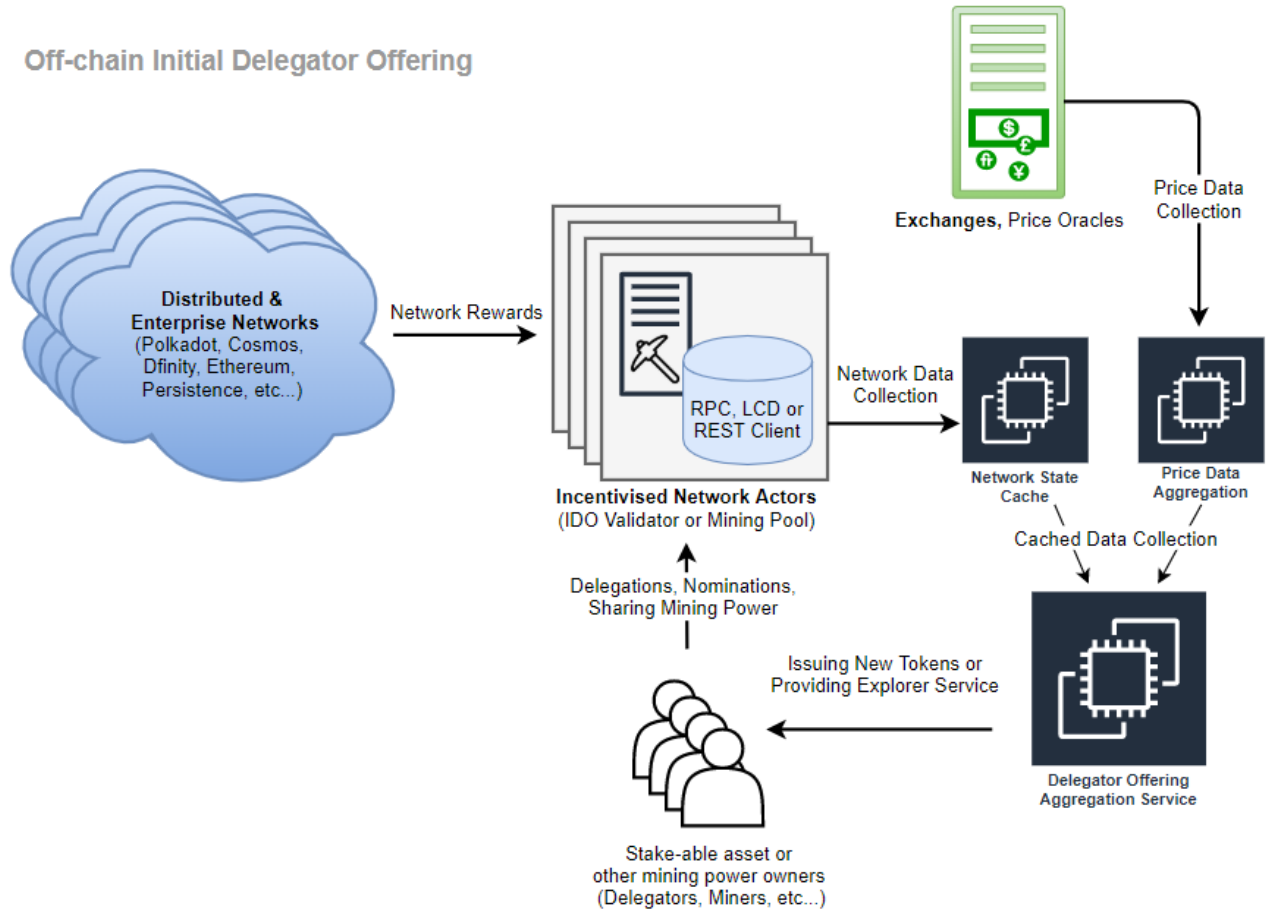 Off-chain Initial Delegator Offering
$
£
¥
Exchanges, Price Oracles
Price Data
Collection
Distributed &
Enterprise Networks
(Polkadot, Cosmos,
Dfinity, Ethereum,
Persistence, etc...)
Network Rewards
RPC, LCD or
REST Client
Incentivised Network Actors
(IDO Validator or Mining Pool)
Network Data
Collection
Network State
Cache
Price Data
Aggregation
Cached Data Collection
Delegations, Nominations,
Sharing Mining Power
Issuing New Tokens or
Providing Explorer Service
Delegator Offering
Aggregation Service
Stake-able asset or
other mining power owners
(Delegators, Miners, etc...)